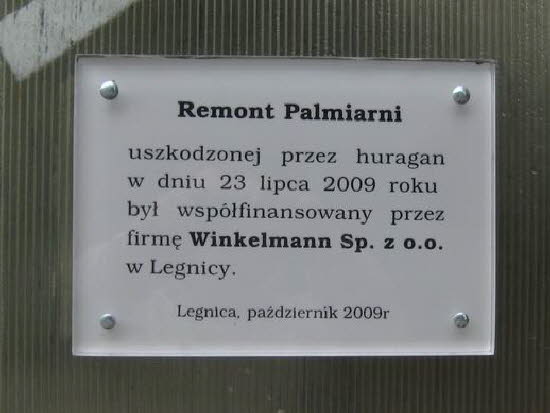 Remont Palmiarni
uszkodzonej przez huragan
w dniu 23 lipca 2009 roku
był współfinansowany przez
firmę Winkelmann Sp. z o.o.
w Legnicy.
Legnica, październik 2009r